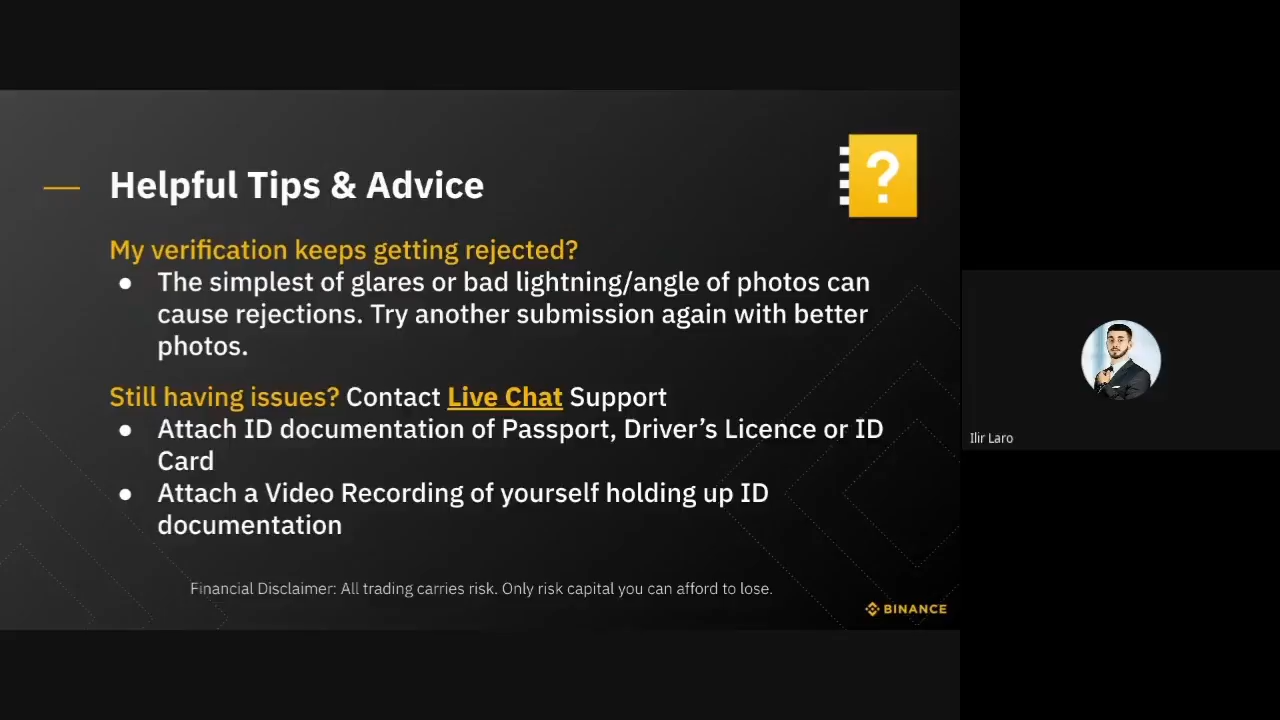 Helpful Tips & Advice
My verification keeps getting rejected?
● The simplest of glares or bad lightning/angle of photos can
cause rejections. Try another submission again with better
photos.
Still having issues? Contact Live Chat Support
● Attach ID documentation of Passport, Driver’s Licence or ID
Card
● Attach a Video Recording of yourself holding up ID
documentation
Financial Disclaimer: All trading carries risk. Only risk capital you can afford to lose.
BINANCE
?
Ilir Laro